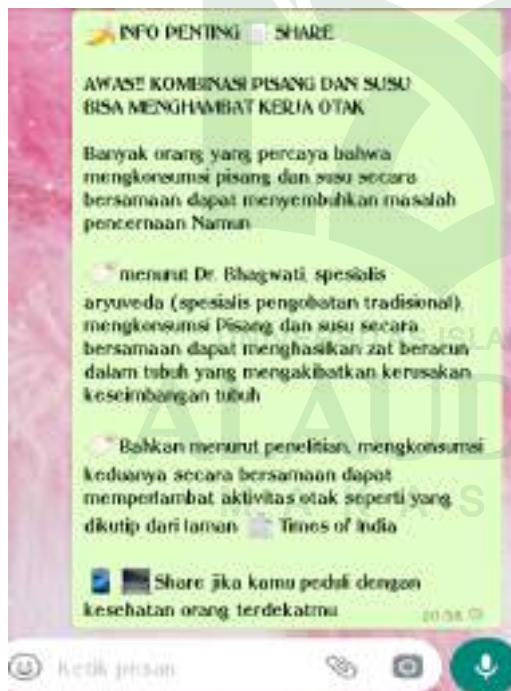 INFO PENTING SHARE
AWAS!! KOMBINASI PISANG DAN SUSU
BISA MENGHAMBAT KERJA OTAK
Banyak orang yang percaya bahwa
mengkonsumsi pisang dan susu secara
bersamaan dapat menyembuhkan masalah
pencernaan Namun
menurut Dr. Bhagwati, spesialis
aryuveda (spesialis pengobatan tradisional),
mengkonsumsi Pisang dan susu secara
bersamaan dapat menghasilkan zat beracun
dalam tubuh yang mengakibatkan kerusakan
keseimbangan tubuh
Bahkan menurut penelitian, mengkonsumsi
keduanya secara bersamaan dapat
memperlambat aktivitas otak seperti yang
dikutip dari laman Times of India
Share jika kamu peduli dengan
kesehatan orang terdekatmu
Ketik pesan